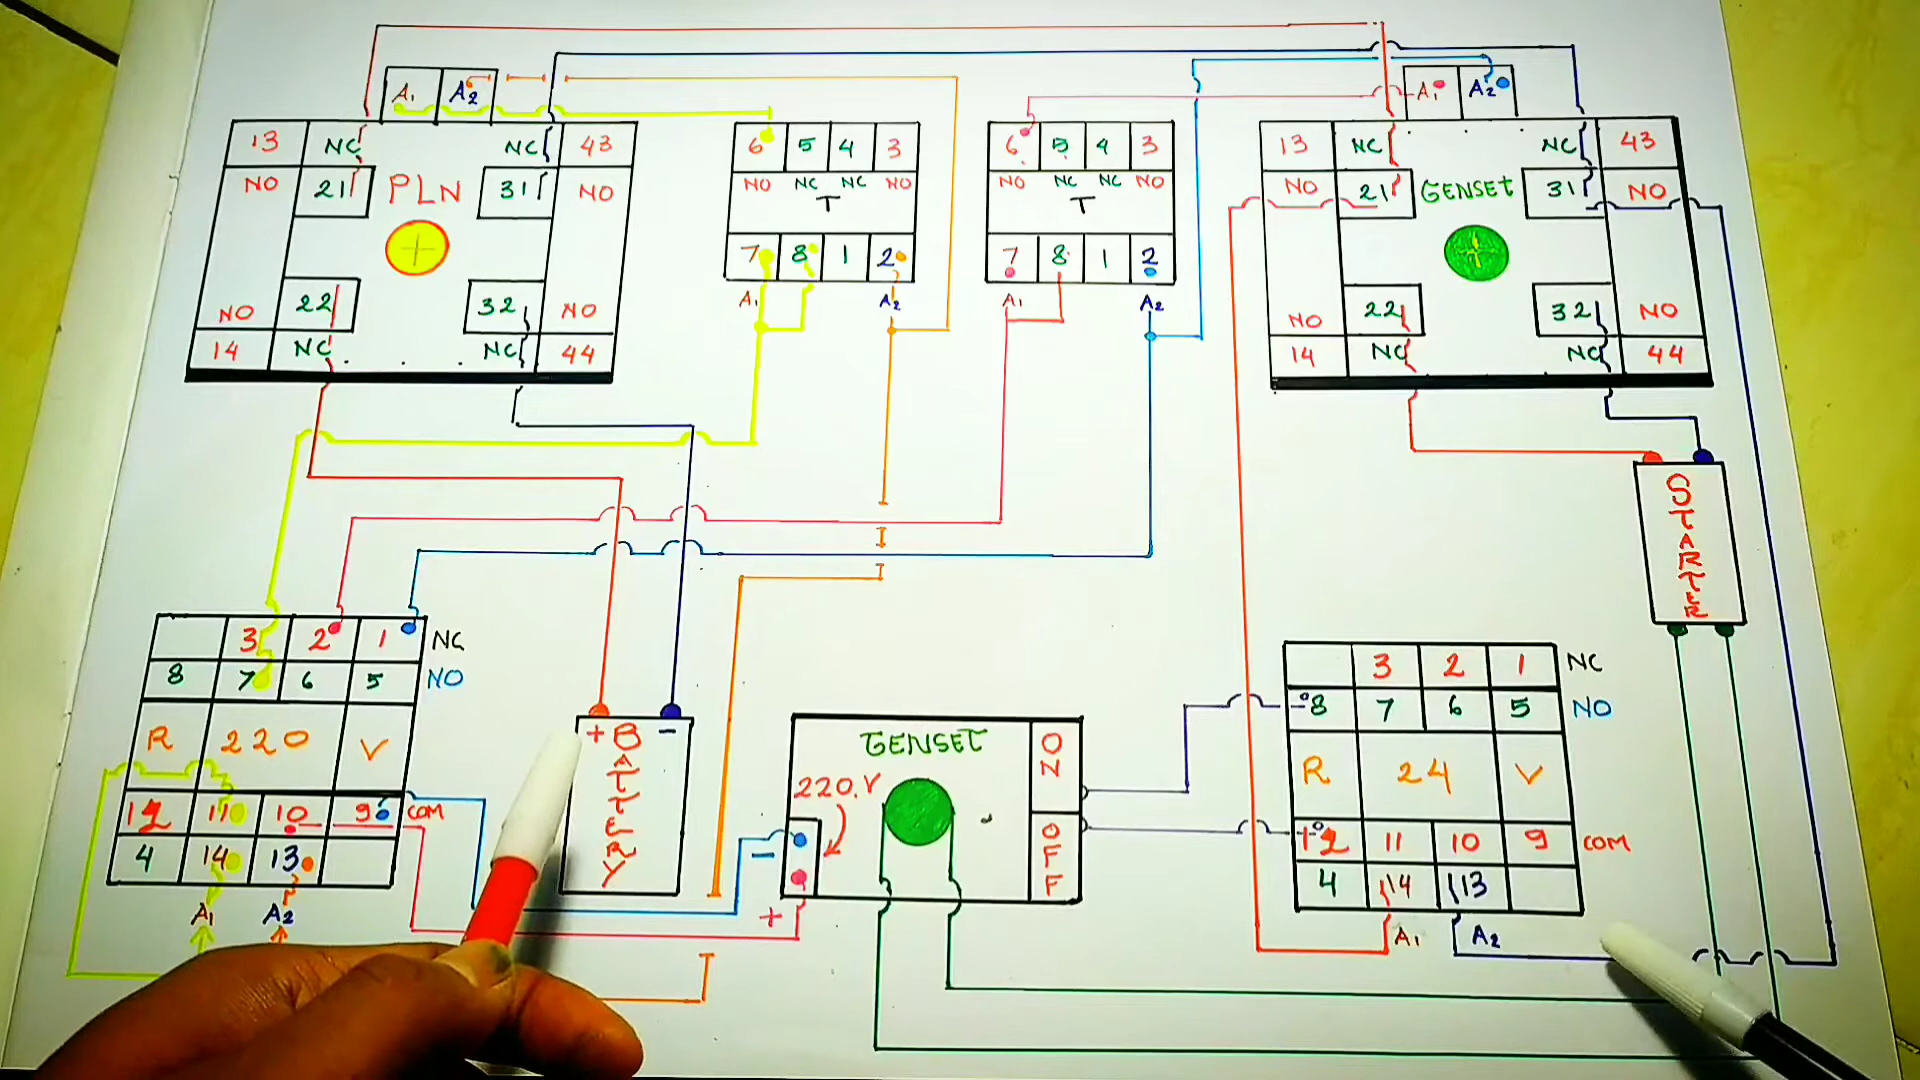 A1 A2
13 NC NC 43
NO 21 PLN 31 NO
NO 22 32 NO
14 NC NC 44
6 5 4 3
NO NC NC NO
T
7 8 1 2
A1 A2
6 5 4 3
NO NC NC NO
T
7 8 1 2
A1 A2
A1 A2
13 NC NC 43
NO 21 GENSET 31 NO
NO 22 32 NO
14 NC NC 44
STARTER
3 2 1 NC
8 7 6 5 NO
R 220 V
12 11 10 9 COM
4 14 13
A1 A2
+ BATTERY -
GENSET
220.V
ON
OFF
-
+
3 2 1 NC
8 7 6 5 NO
R 24 V
12 11 10 9 COM
4 14 13
A1 A2